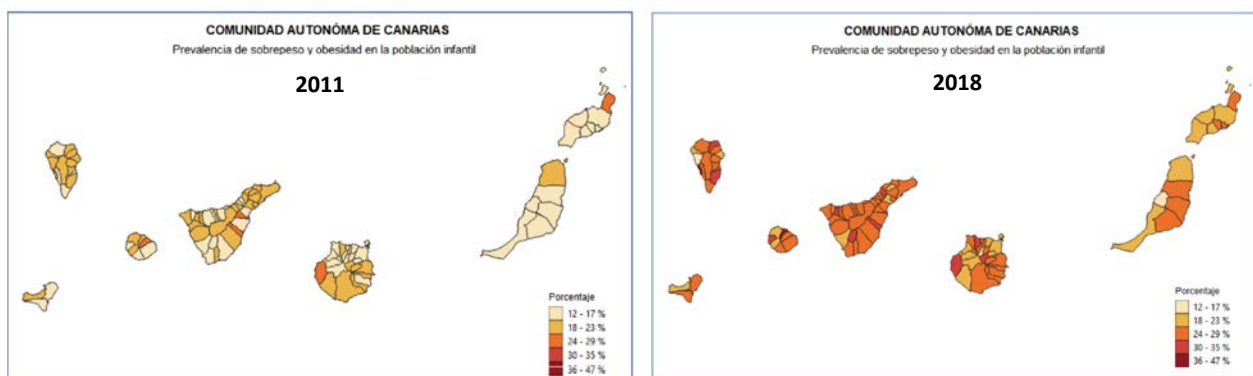 COMUNIDAD AUTONÓMA DE CANARIAS
Prevalencia de sobrepeso y obesidad en la población infantil
2011
Porcentaje
12 - 17 %
18 - 23 %
24 - 29 %
30 - 35 %
36 - 47 %
COMUNIDAD AUTONÓMA DE CANARIAS
Prevalencia de sobrepeso y obesidad en la población infantil
2018
Porcentaje
12 - 17 %
18 - 23 %
24 - 29 %
30 - 35 %
36 - 47 %